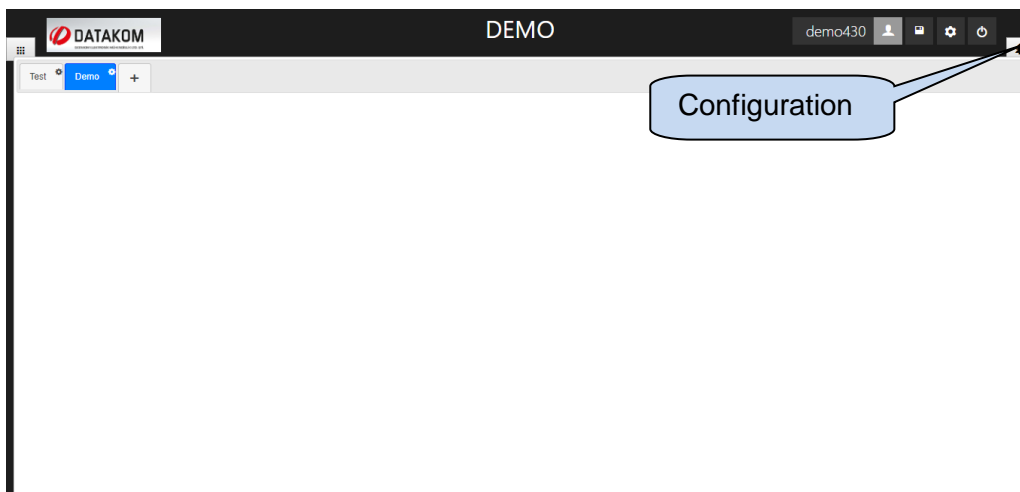 DATAKOM
DEMO
demo430
Test
Demo
+
Configuration